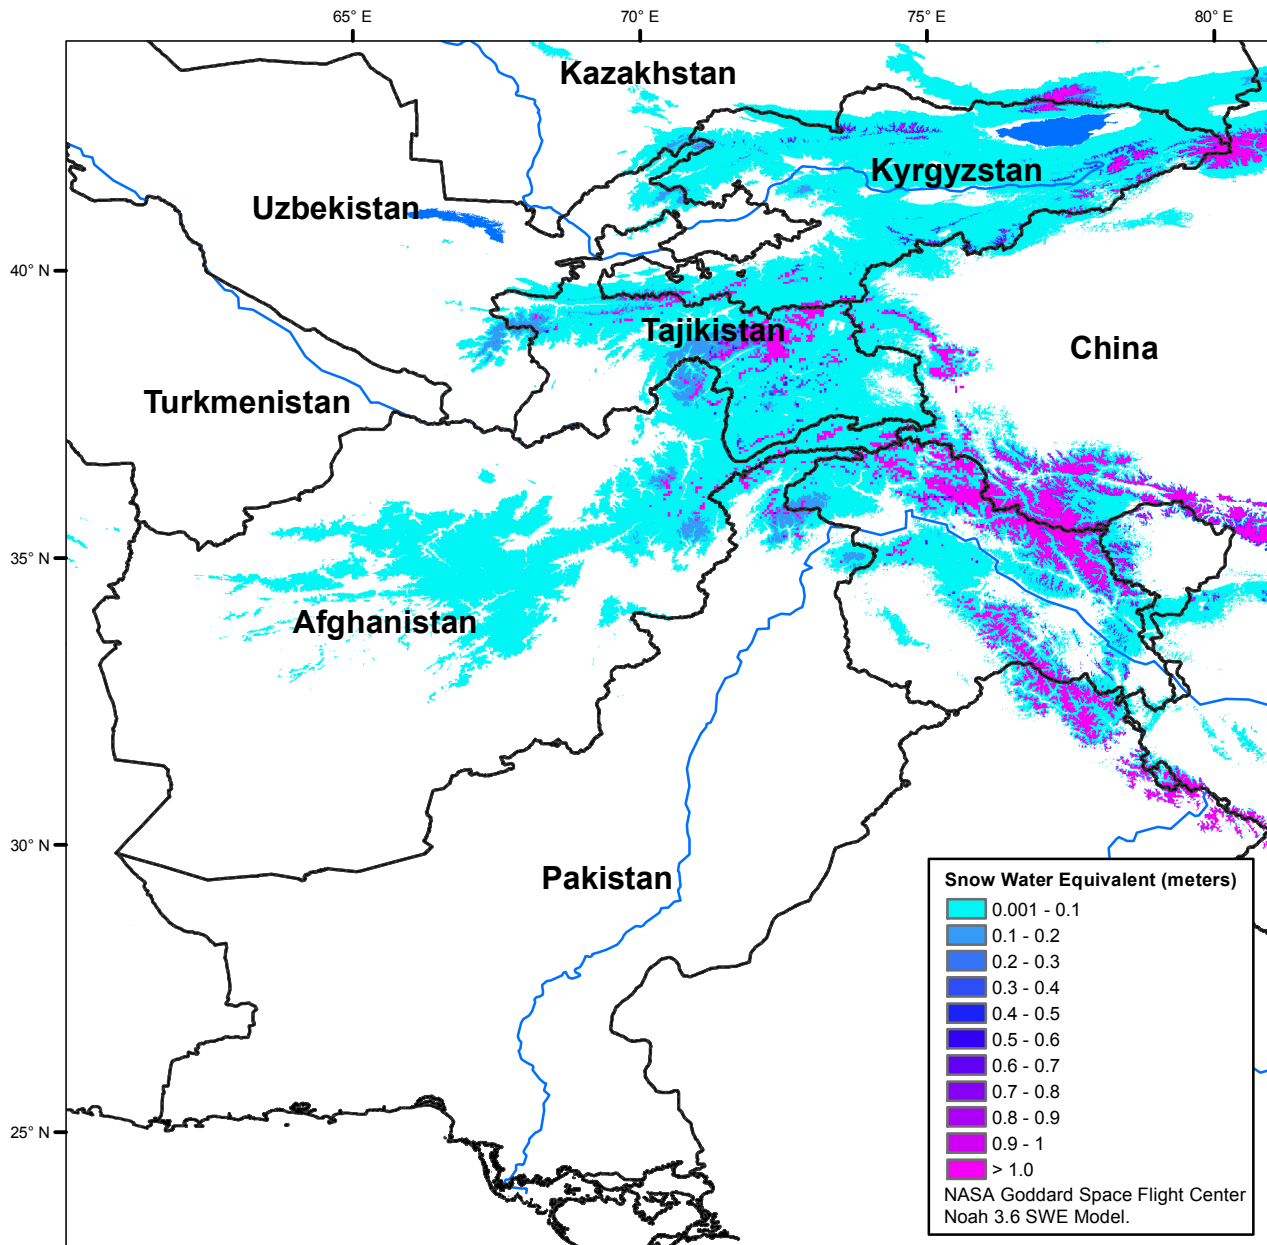 65° E
70° E
75° E
80° E
Kazakhstan
Kyrgyzstan
Uzbekistan
40° N
Tajikistan
China
Turkmenistan
35° N
Afghanistan
30° N
Pakistan
Snow Water Equivalent (meters)
0.001 - 0.1
0.1 - 0.2
0.2 - 0.3
0.3 - 0.4
0.4 - 0.5
0.5 - 0.6
0.6 - 0.7
0.7 - 0.8
0.8 - 0.9
0.9 - 1
> 1.0
25° N
NASA Goddard Space Flight Center
Noah 3.6 SWE Model.